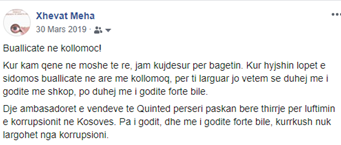 Xhevat Meha
30 Mars 2019
Buallicate ne kollomoc!
Kur kam qene ne moshe te re, jam kujdesur per bagetin. Kur hyjshin lopet e
sidomos buallicate ne are me kollomoq, per ti larguar jo vetem se duhej me i
godite me shkop, po duhej me i godite forte bile.
Dje ambasadoret e vendeve te Quinted perseri paskan bere thirrje per luftimin
e korrupsionit ne Kosoves. Pa i godit, dhe me i godite forte bile, kurrkush nuk
largohet nga korrupsioni.